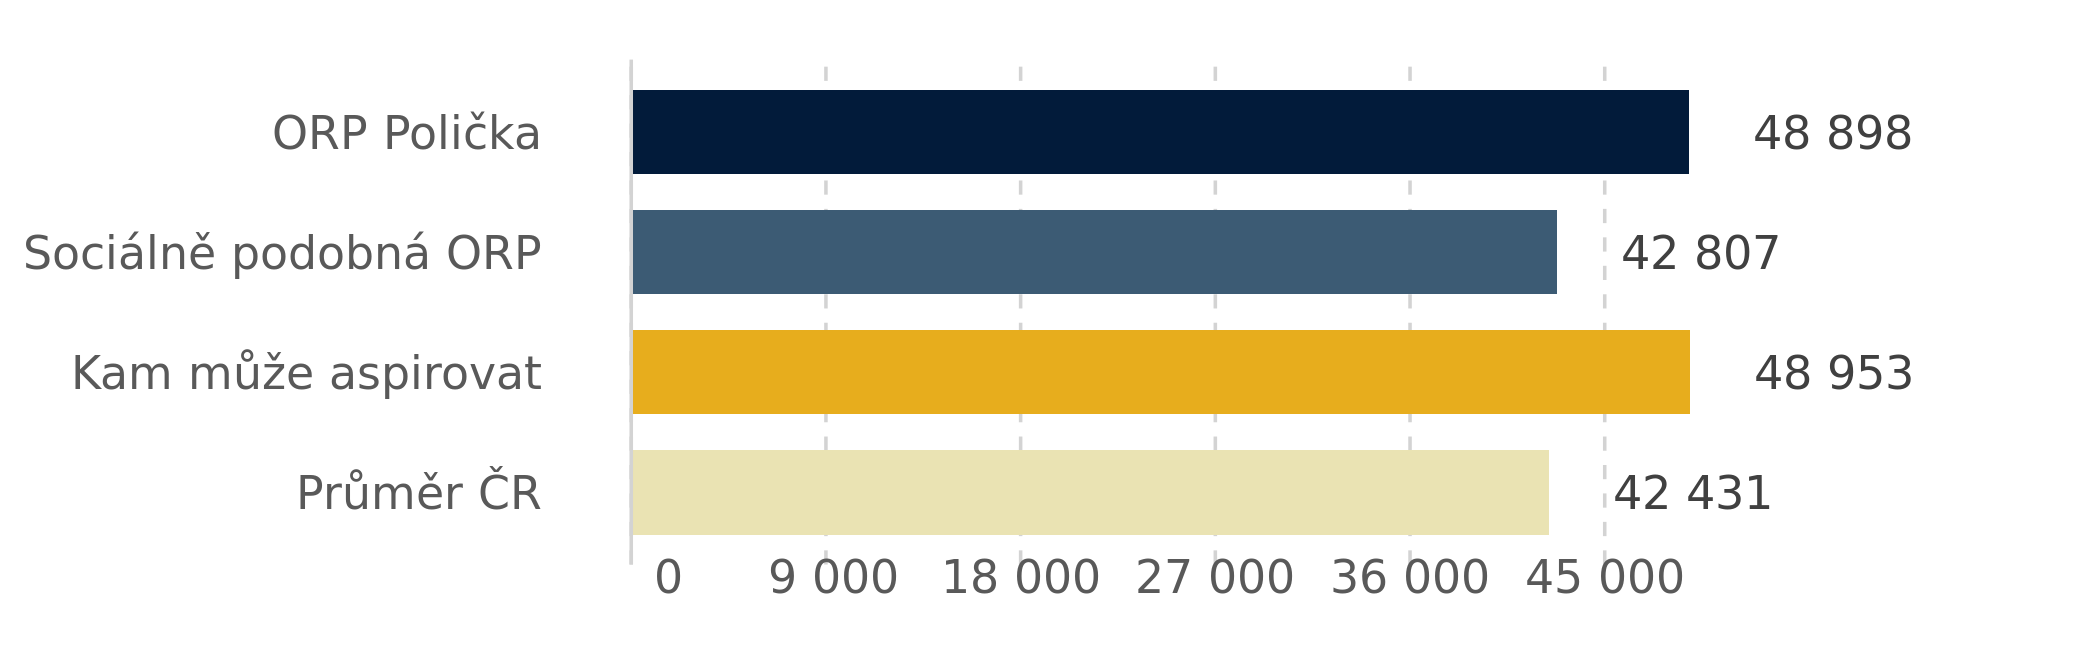 ORP Polička 48 898
Sociálně podobná ORP 42 807
Kam může aspirovat 48 953
Průměr ČR 42 431
0 9 000 18 000 27 000 36 000 45 000